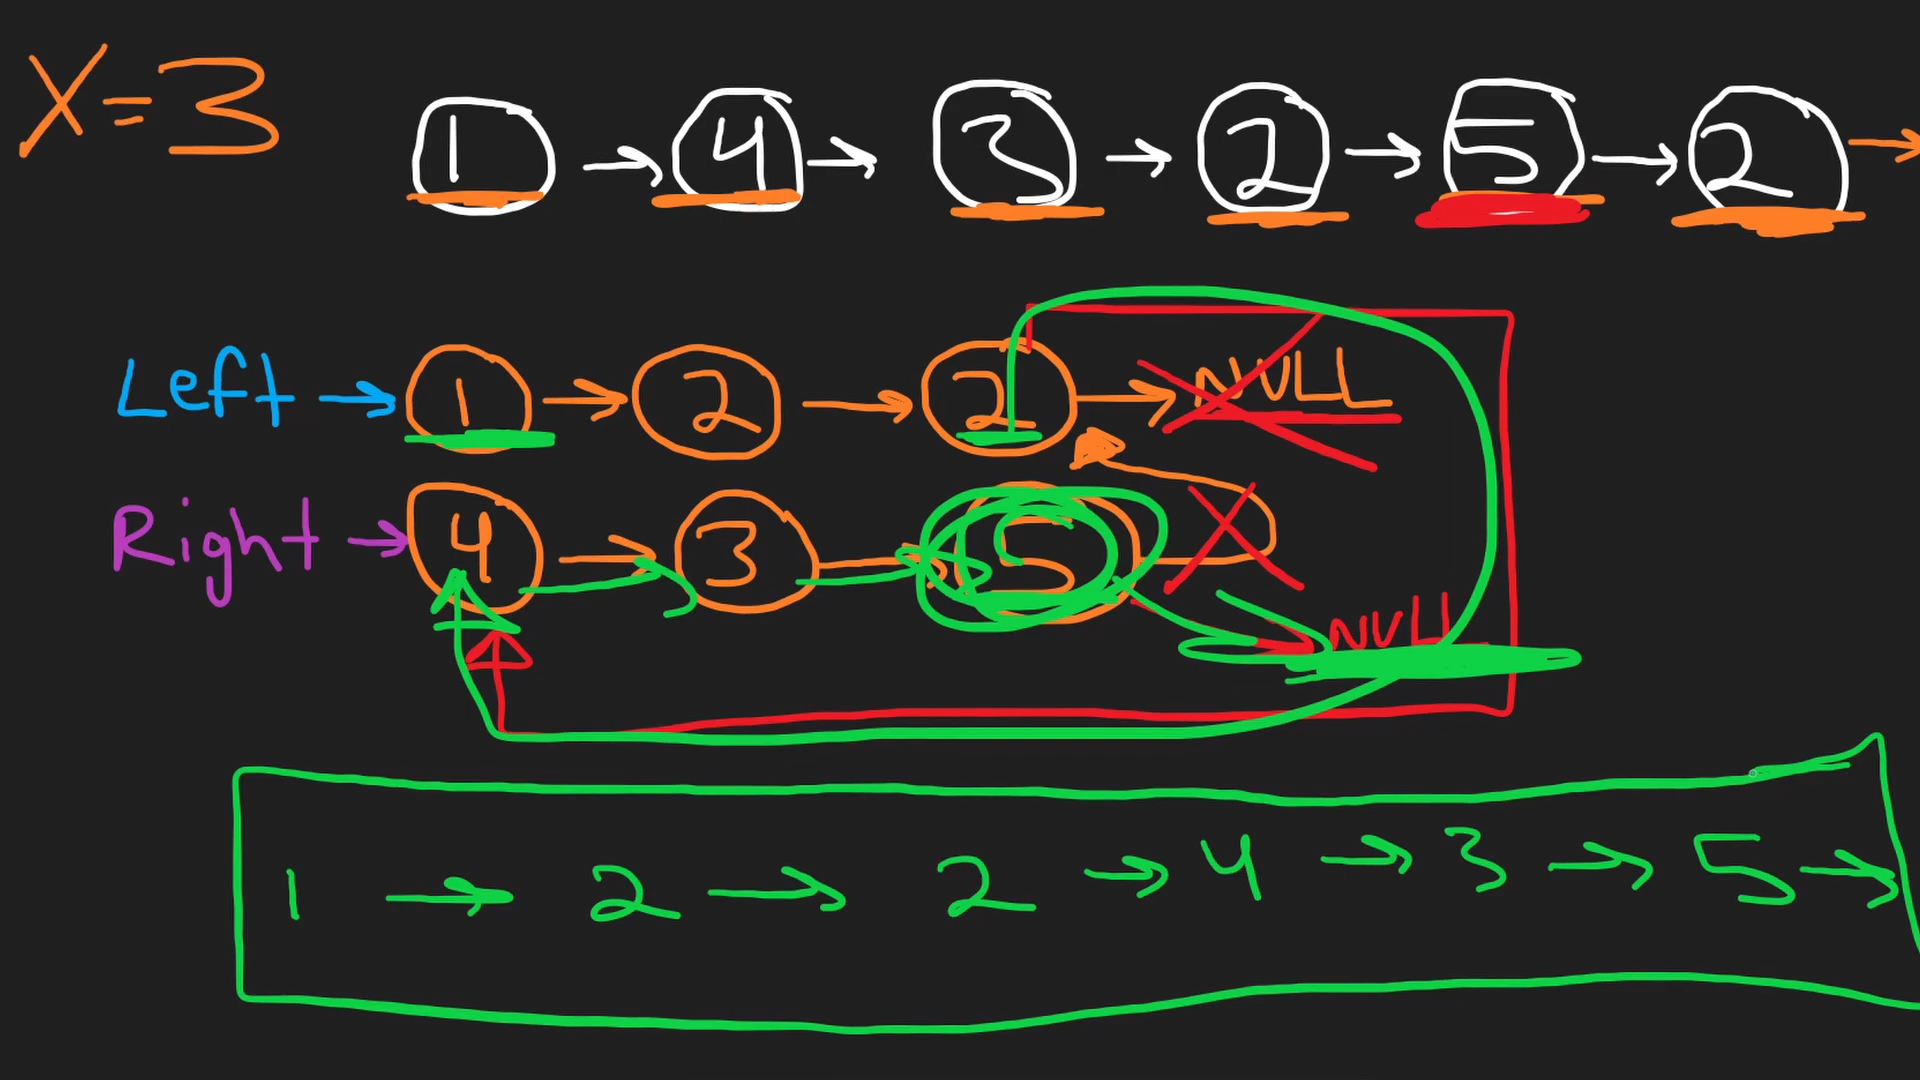 X=3
1 → 4 → 3 → 2 → 5 → 2 →
Left → 1 → 2 → 2 → NULL
Right → 4 → 3 → 5
NULL
1 → 2 → 2 → 4 → 3 → 5 →